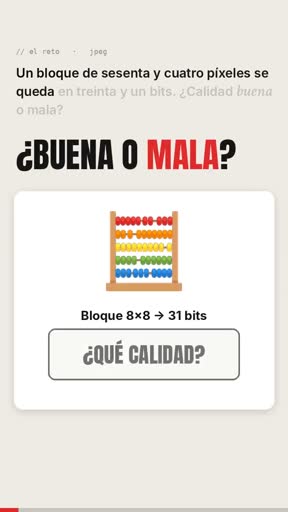 // el reto · jpeg
Un bloque de sesenta y cuatro píxeles se
queda en treinta y un bits. ¿Calidad buena
o mala?
¿BUENA O MALA?
Bloque 8×8 → 31 bits
¿QUÉ CALIDAD?